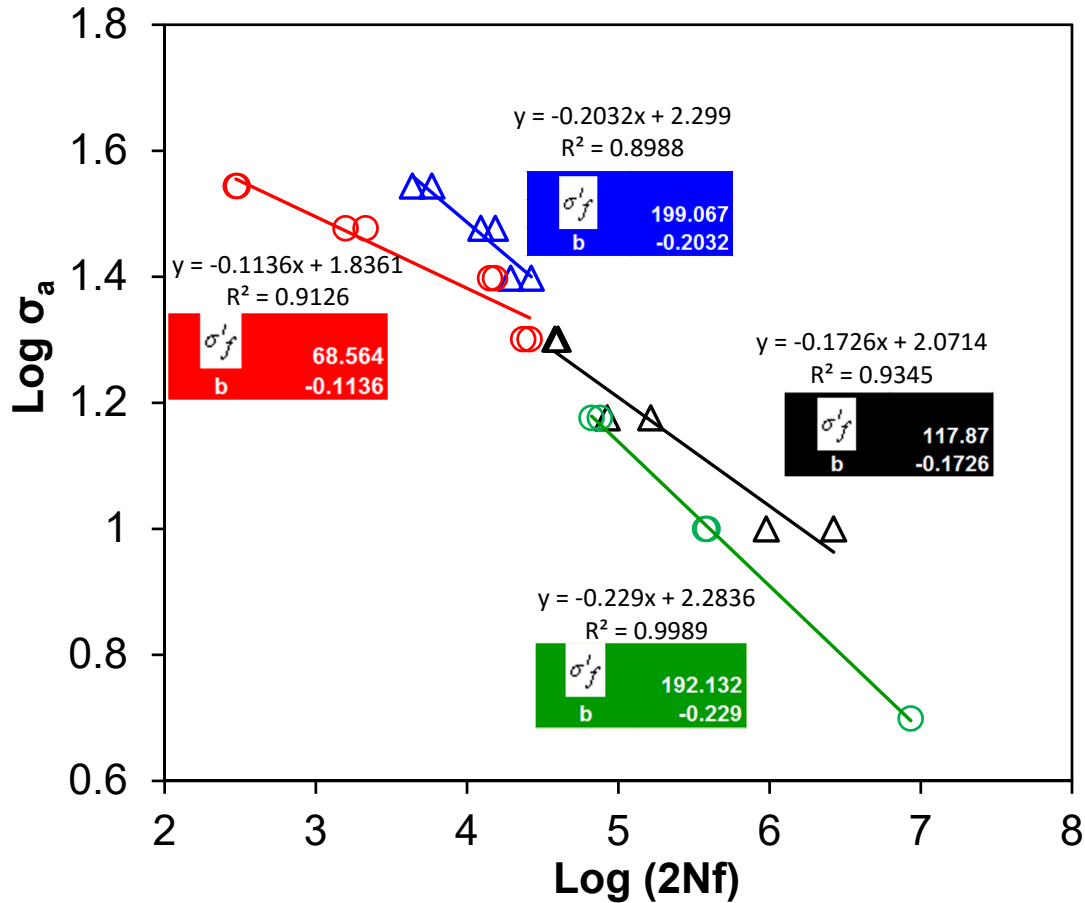 1.8
y = -0.2032x + 2.299
R² = 0.8988
σ'f 199.067
b -0.2032
1.6
y = -0.1136x + 1.8361
R² = 0.9126
σ'f 68.564
b -0.1136
1.4
y = -0.1726x + 2.0714
R² = 0.9345
σ'f 117.87
b -0.1726
1.2
1
y = -0.229x + 2.2836
R² = 0.9989
σ'f 192.132
b -0.229
0.8
0.6
Log σa
2 3 4 5 6 7 8
Log (2Nf)